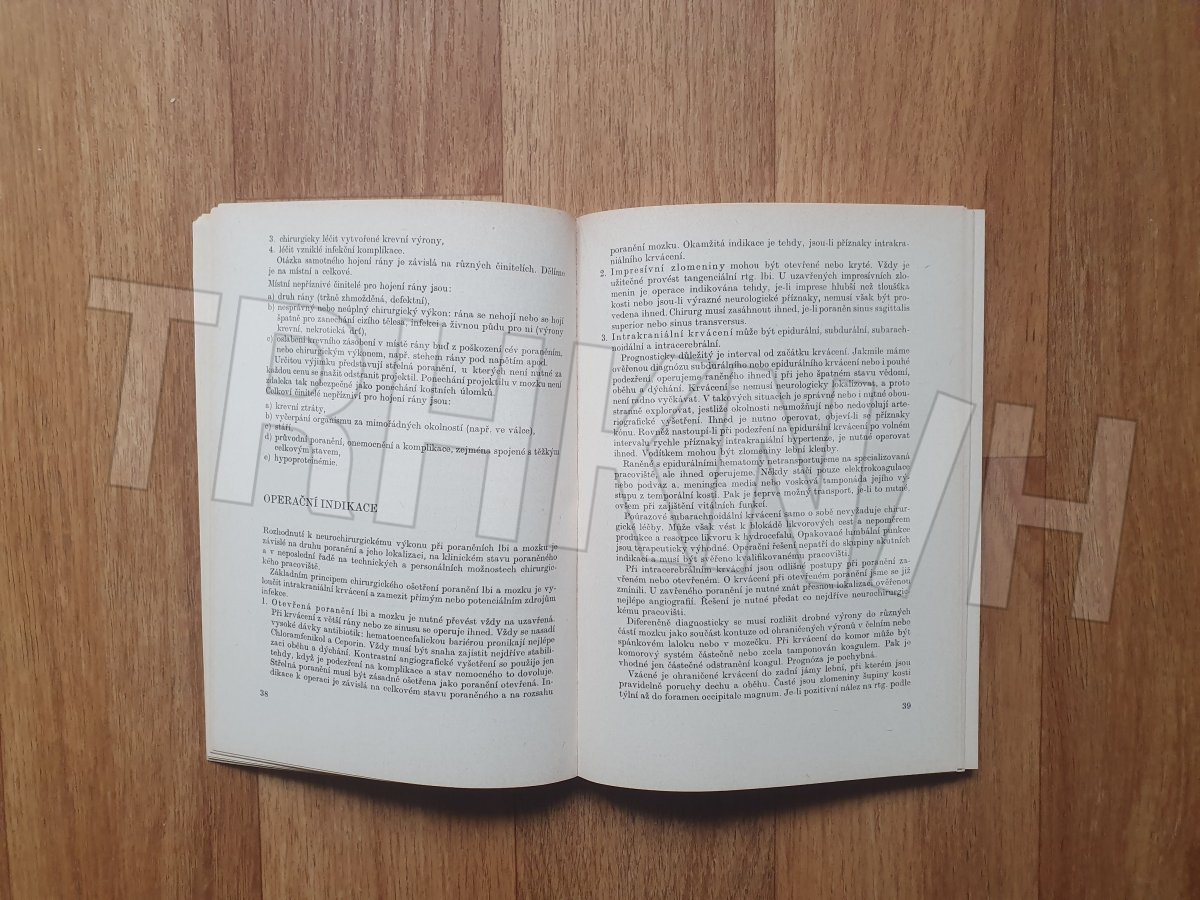 3. chirurgicky léčit vytvořené krevní výrony,
4. léčit vzniklé infekční komplikace.
Otázka samotného hojení rány je závislá na různých činitelích. Dělíme
je na místní a celkové.
Místní nepříznivé činitelé pro hojení rány jsou:
a) druh rány (tržně zhmožděná, defektní),
b) nesprávný nebo neúplný chirurgický výkon: rána se nehojí nebo se hojí
špatně pro zanechání cizího tělesa, infekci a živnou půdu pro ni (výrony
krevní, nekrotická drť),
c) oslabení krevního zásobení v místě rány buď z poškození cév poraněním,
nebo chirurgickým výkonem, např. stehem rány pod napětím apod.
Určitou výjimku představují střelná poranění, u kterých není nutné za
každou cenu se snažit odstranit projektil. Ponechání projektilu v mozku není
zdaleka tak nebezpečné jako ponechání kostních úlomků.
Celkoví činitelé nepřízniví pro hojení rány jsou:
a) krevní ztráty,
b) vyčerpání organismu za mimořádných okolností (např. ve válce),
c) stáří,
d) průvodní poranění, onemocnění a komplikace, zejména spojené s těžkým
celkovým stavem,
e) hypoproteinémie.
OPERAČNÍ INDIKACE
Rozhodnutí k neurochirurgickému výkonu při poraněních lbi a mozku je
závislé na druhu poranění a jeho lokalizaci, na klinickém stavu poraněného
a v neposlední řadě na technických a personálních možnostech chirurgic-
kého pracoviště.
Základním principem chirurgického ošetření poranění lbi a mozku je vy-
loučit intrakraniální krvácení a zamezit přímým nebo potenciálním zdrojům
infekce.
1. Otevřená poranění lbi a mozku je nutné převést vždy na uzavřená.
Při krvácení z větší rány nebo ze sinusu se operuje ihned. Vždy se nasadí
vysoké dávky antibiotik: hematoencefalickou bariérou pronikají nejlépe
Chloramfenikol a Ceporin. Vždy musí být snaha zajistit nejdříve stabili-
zaci oběhu a dýchání. Kontrastní angiografické vyšetření se použije jen
tehdy, když je podezření na komplikace a stav nemocného to dovoluje.
Střelná poranění musí být zásadně ošetřena jako poranění otevřená. In-
dikace k operaci je závislá na celkovém stavu poraněného a na rozsahu
38
poranění mozku. Okamžitá indikace je tehdy, jsou-li příznaky intrakra-
niálního krvácení.
2. Impresívní zlomeniny mohou být otevřené nebo kryté. Vždy je
užitečné provést tangenciální rtg. lbi. U uzavřených impresívních zlo-
menin je operace indikována tehdy, je-li imprese hlubší než tloušťka
kosti nebo jsou-li výrazné neurologické příznaky, nemusí však být pro-
vedena ihned. Chirurg musí zasáhnout ihned, je-li poraněn sinus sagittalis
superior nebo sinus transversus.
3. Intrakraniální krvácení může být epidurální, subdurální, subarach-
noidální a intracerebrální.
Prognosticky důležitý je interval od začátku krvácení. Jakmile máme
ověřenou diagnózu subdurálního nebo epidurálního krvácení nebo i pouhé
podezření operujeme raněného ihned i při jeho špatném stavu vědomí,
oběhu a dýchání. Krvácení se nemusí neurologicky lokalizovat, a proto
není radno vyčkávat. V takových situacích je správné nebo i nutné obou-
stranně explorovat, jestliže okolnosti neumožňují nebo nedovolují arte-
riografické vyšetření. Ihned je nutno operovat, objeví-li se příznaky
kónu. Rovněž nastoupí-li při podezření na epidurální krvácení po volném
intervalu rychle příznaky intrakraniální hypertenze, je nutné operovat
ihned. Vodítkem mohou být zlomeniny lební klenby.
Raněné s epidurálními hematomy netransportujeme na specializovaná
pracoviště, ale ihned operujeme. Někdy stačí pouze elektrokoagulace
nebo podvaz a. meningica media nebo vosková tamponáda jejího vý-
stupu z temporální kosti. Pak je teprve možný transport, je-li to nutné,
ovšem při zajištění vitálních funkcí.
Poúrazové subarachnoidální krvácení samo o sobě nevyžaduje chirur-
gické léčby. Může však vést k blokádě likvorových cest a nepoměrem
produkce a resorpce likvoru k hydrocefalu. Opakované lumbální punkce
jsou terapeuticky výhodné. Operační řešení nepatří do skupiny akutních
indikací a musí být svěřeno kvalifikovanému pracovišti.
Při intracerebrálním krvácení jsou odlišné postupy při poranění za-
vřeném nebo otevřeném. O krvácení při otevřeném poranění jsme se již
zmínili. U zavřeného poranění je nutné znát přesnou lokalizaci ověřenou
nejlépe angiografií. Řešení je nutné předat co nejdříve neurochirurgic-
kému pracovišti.
Diferenčně diagnosticky se musí rozlišit drobné výrony do různých
částí mozku jako součást kontuze od ohraničených výronů v čelním nebo
spánkovém laloku nebo v mozečku. Při krvácení do komor může být
komorový systém částečně nebo zcela tamponován koagulem. Pak je
vhodné jen částečné odstranění koagul. Prognóza je pochybná.
Vzácné je ohraničené krvácení do zadní jámy lební, při kterém jsou
pravidelně poruchy dechu a oběhu. Časté jsou zlomeniny šupiny kosti
týlní až do foramen occipitale magnum. Je-li pozitivní nález na rtg. podle
39
TRHKNIH